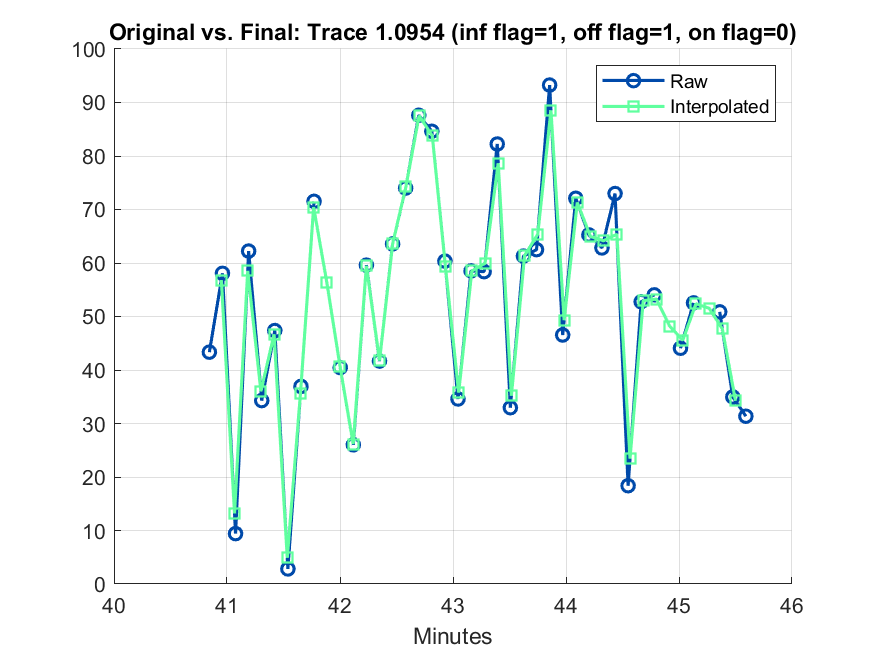 Original vs. Final: Trace 1.0954 (inf flag=1, off flag=1, on flag=0)
100
90
80
70
60
50
40
30
20
10
0
Raw
Interpolated
40 41 42 43 44 45 46
Minutes